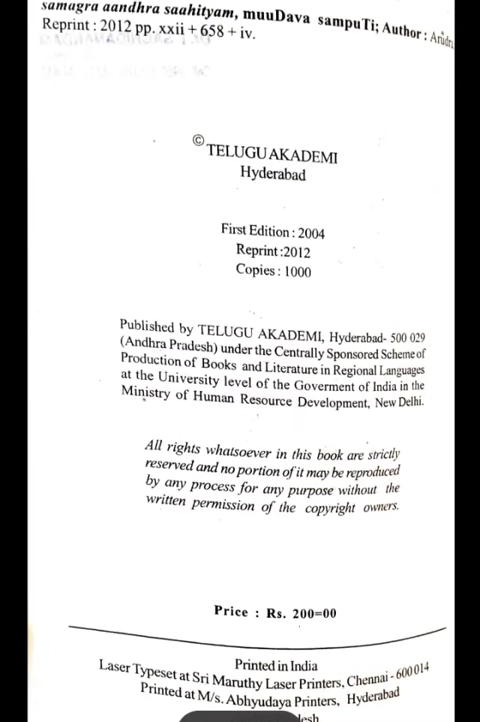 samagra aandhra saahityam, muuDava sampuTi; Author : Arudra
Reprint : 2012 pp. xxii + 658 + iv.
© TELUGU AKADEMI
Hyderabad
First Edition : 2004
Reprint :2012
Copies : 1000
Published by TELUGU AKADEMI, Hyderabad- 500 029
(Andhra Pradesh) under the Centrally Sponsored Scheme of
Production of Books and Literature in Regional Languages
at the University level of the Goverment of India in the
Ministry of Human Resource Development, New Delhi.
All rights whatsoever in this book are strictly
reserved and no portion of it may be reproduced
by any process for any purpose without the
written permission of the copyright owners.
Price : Rs. 200=00
Printed in India
Laser Typeset at Sri Maruthy Laser Printers, Chennai - 600 014
Printed at M/s. Abhyudaya Printers, Hyderabad